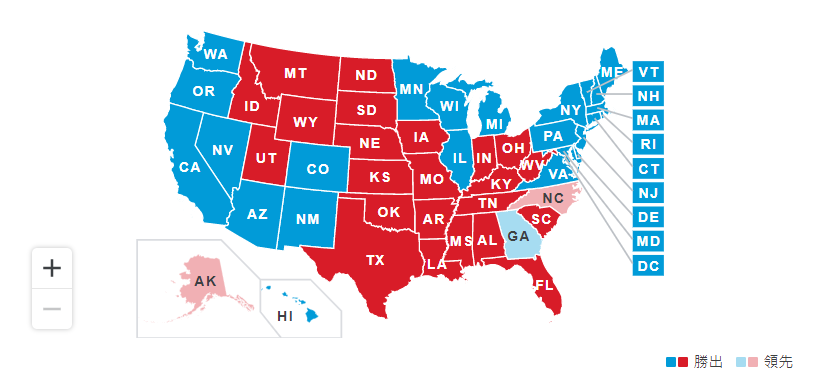 WA
MT
ND
MN
ME
VT
OR
ID
SD
WI
NY
NH
WY
MI
MA
NV
NE
IA
PA
RI
CA
UT
CO
IL
IN
OH
WV
VA
CT
KS
MO
KY
NJ
AZ
NM
OK
AR
TN
NC
DE
MS
AL
GA
SC
MD
TX
LA
FL
DC
AK
HI
+
−
勝出 領先